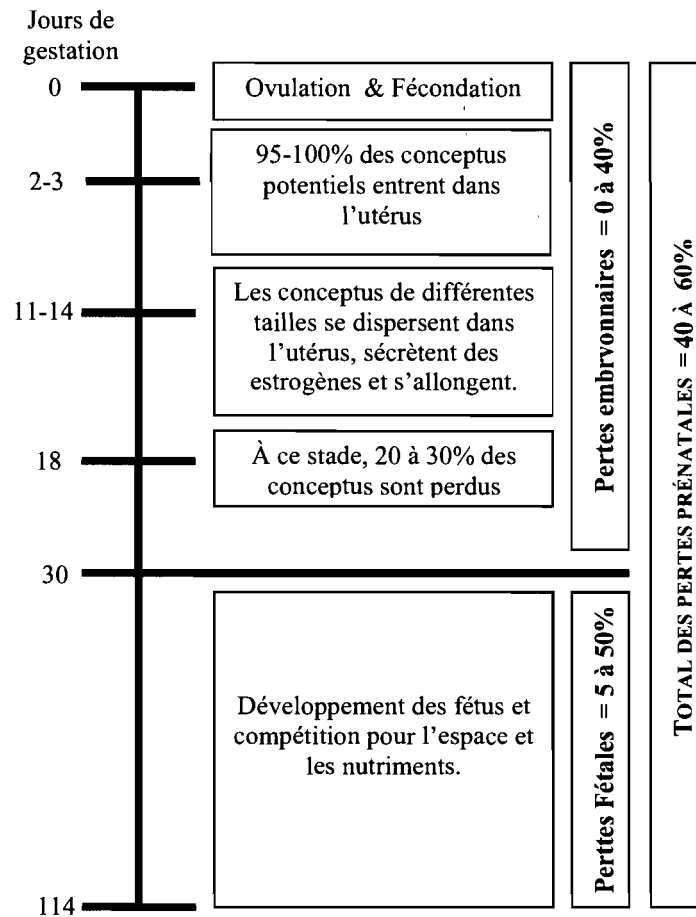 Jours de
gestation
0
Ovulation & Fécondation
2-3
95-100% des conceptus
potentiels entrent dans
l'utérus
11-14
Les conceptus de différentes
tailles se dispersent dans
l'utérus, sécrètent des
estrogènes et s'allongent.
18
À ce stade, 20 à 30% des
conceptus sont perdus
Pertes embrvonnaires = 0 à 40%
30
Développement des fétus et
compétition pour l'espace et
les nutriments.
Perttes Fétales = 5 à 50%
TOTAL DES PERTES PRÉNATALES = 40 À 60%
114